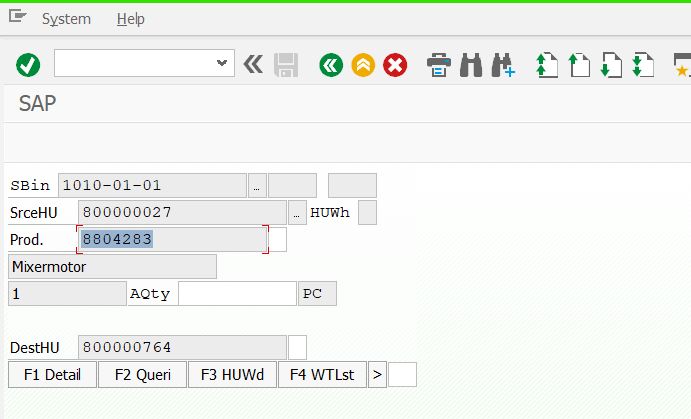 System Help
SAP
SBin 1010-01-01 ...
SrceHU 800000027 ... HUWh
Prod. 8804283
Mixermotor
1 AQty PC
DestHU 800000764
F1 Detail F2 Queri F3 HUWd F4 WTLst >